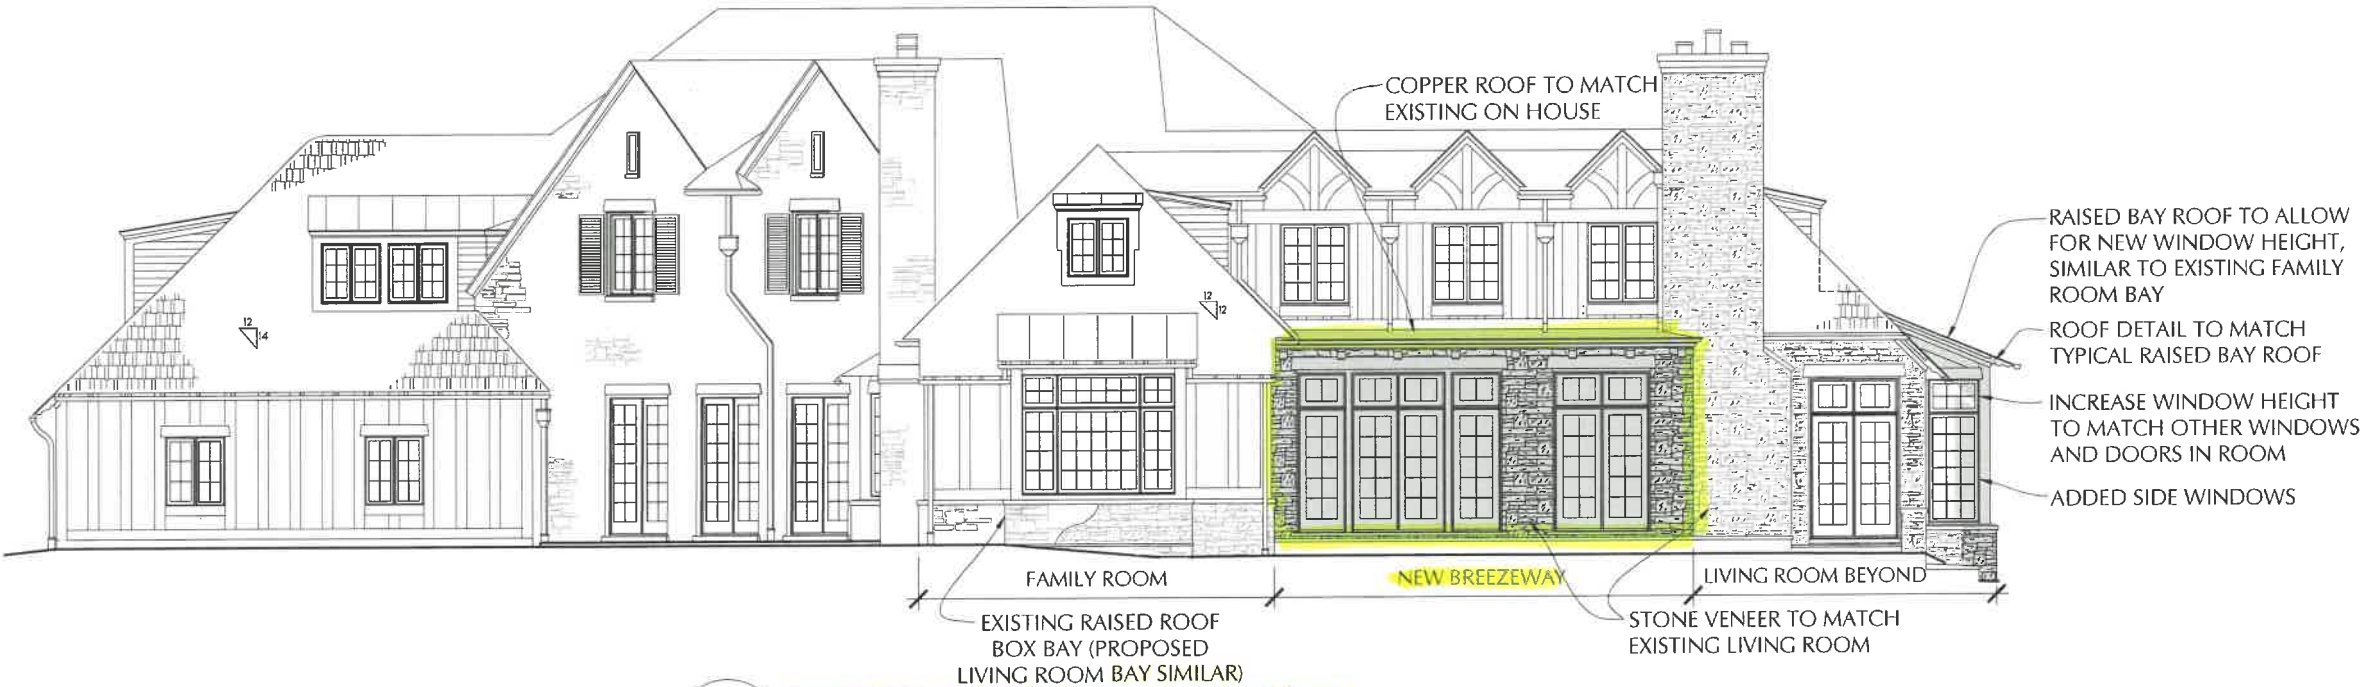 COPPER ROOF TO MATCH
EXISTING ON HOUSE
RAISED BAY ROOF TO ALLOW
FOR NEW WINDOW HEIGHT,
SIMILAR TO EXISTING FAMILY
ROOM BAY
ROOF DETAIL TO MATCH
TYPICAL RAISED BAY ROOF
INCREASE WINDOW HEIGHT
TO MATCH OTHER WINDOWS
AND DOORS IN ROOM
ADDED SIDE WINDOWS
12
14
12
12
FAMILY ROOM
NEW BREEZEWAY
LIVING ROOM BEYOND
EXISTING RAISED ROOF
BOX BAY (PROPOSED
LIVING ROOM BAY SIMILAR)
STONE VENEER TO MATCH
EXISTING LIVING ROOM